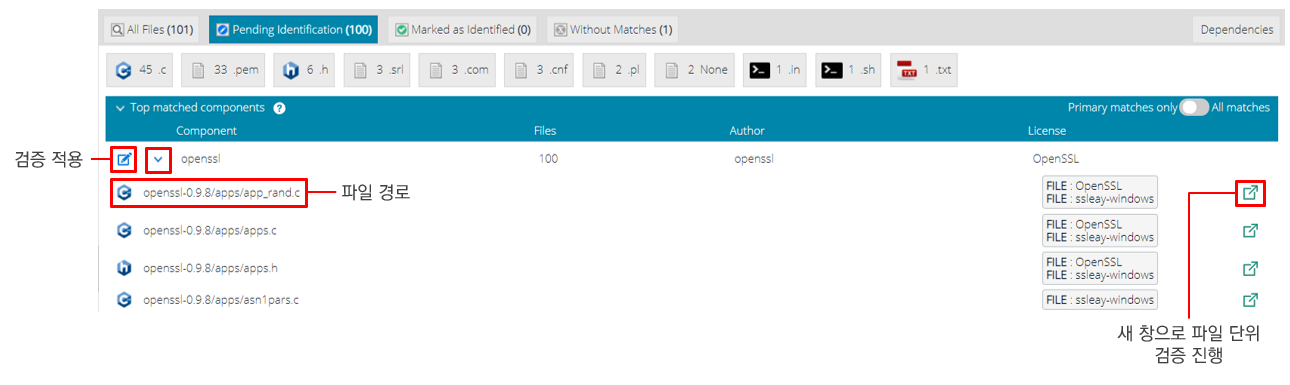 All Files (101) Pending Identification (100) Marked as Identified (0) Without Matches (1) Dependencies
45 .c 33 .pem 6 .h 3 .srl 3 .com 3 .cnf 2 .pl 2 None 1 .in 1 .sh TXT 1 .txt
Top matched components ? Primary matches only All matches
Component Files Author License
검증 적용 openssl 100 openssl OpenSSL
openssl-0.9.8/apps/app_rand.c 파일 경로 FILE : OpenSSL
FILE : ssleay-windows
openssl-0.9.8/apps/apps.c FILE : OpenSSL
FILE : ssleay-windows
openssl-0.9.8/apps/apps.h FILE : OpenSSL
FILE : ssleay-windows
openssl-0.9.8/apps/asn1pars.c FILE : ssleay-windows
새 창으로 파일 단위
검증 진행